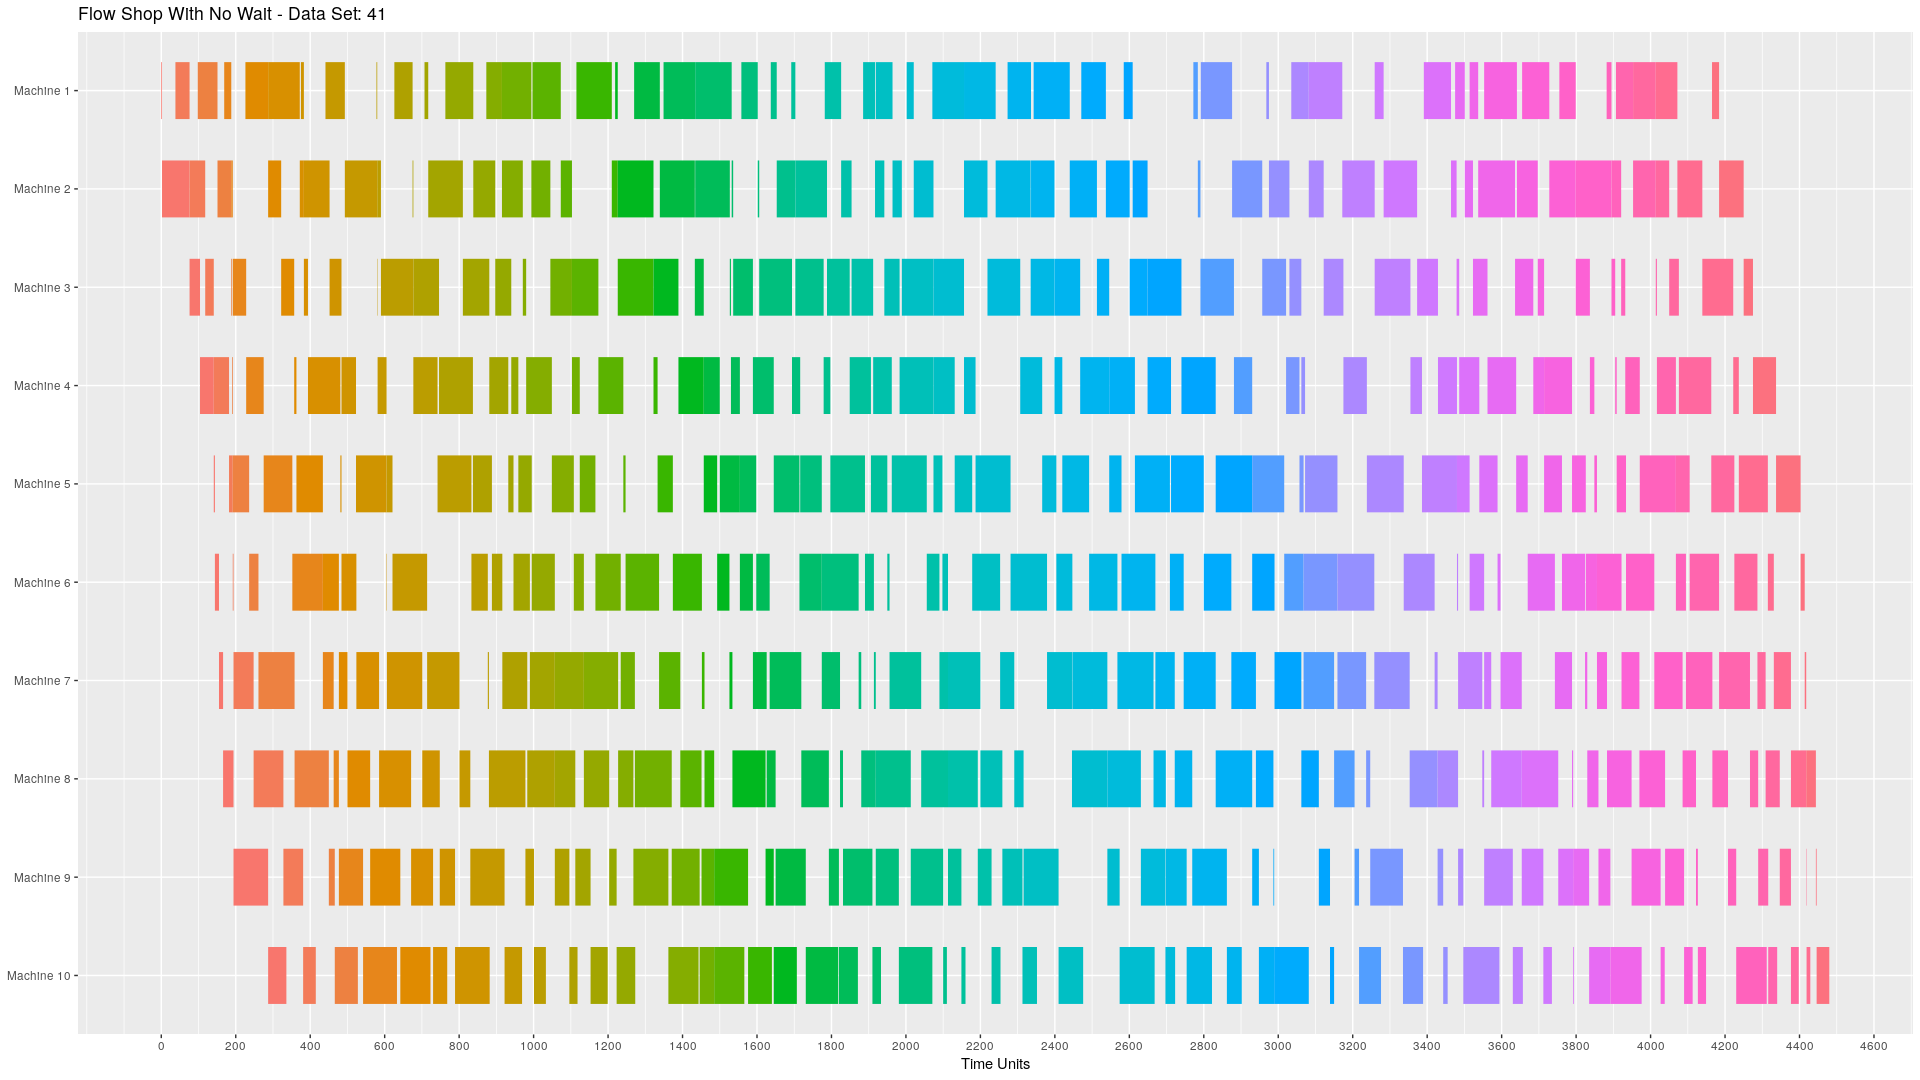 Flow Shop With No Wait - Data Set: 41
Machine 1
Machine 2
Machine 3
Machine 4
Machine 5
Machine 6
Machine 7
Machine 8
Machine 9
Machine 10
0 200 400 600 800 1000 1200 1400 1600 1800 2000 2200 2400 2600 2800 3000 3200 3400 3600 3800 4000 4200 4400 4600
Time Units